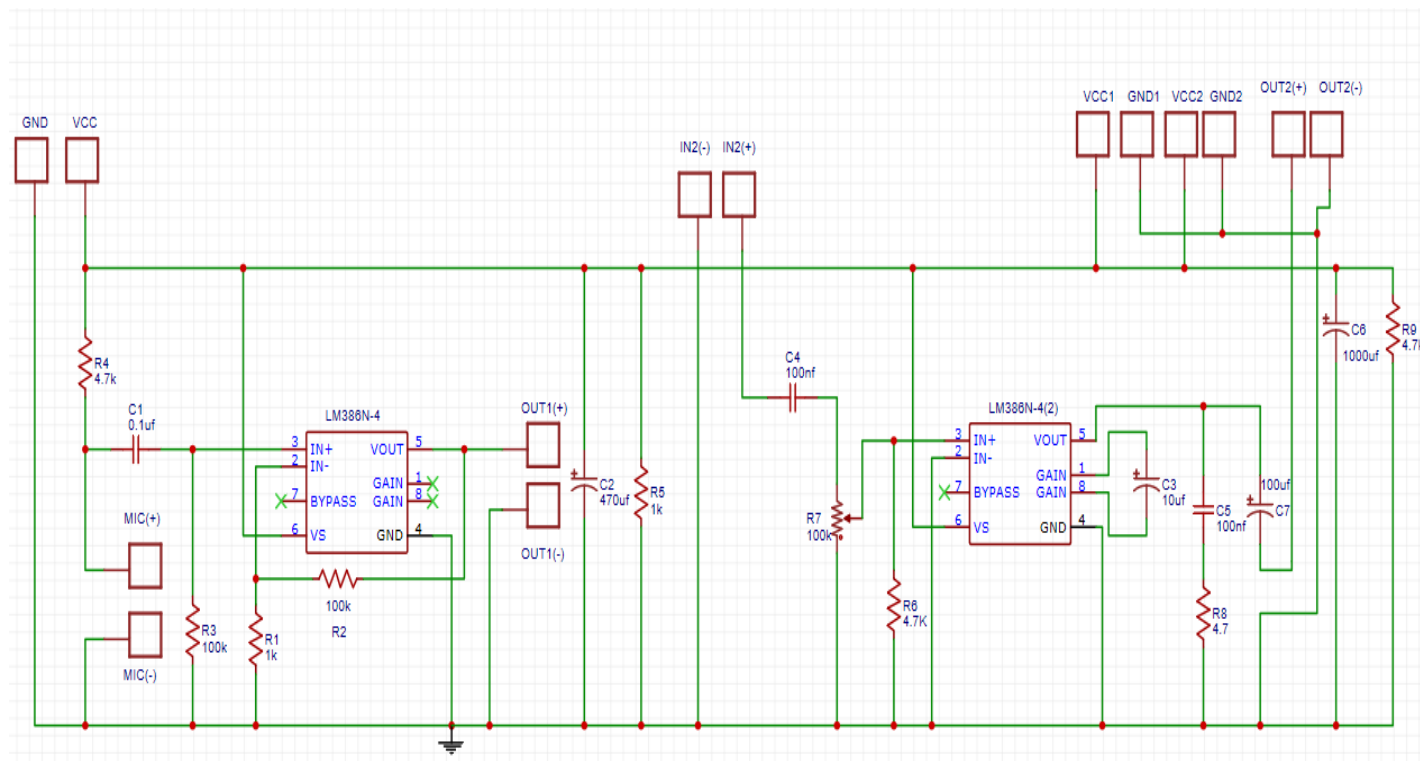 GND
VCC
IN2(-)
IN2(+)
VCC1
GND1
VCC2
GND2
OUT2(+)
OUT2(-)
R4
4.7k
C1
0.1uf
MIC(+)
MIC(-)
R3
100k
R1
1k
100k
R2
LM386N-4
3
IN+
2
IN-
7
BYPASS
6
VS
VOUT
5
GAIN
1
GAIN
8
GND
4
OUT1(+)
OUT1(-)
+
C2
470uf
R5
1k
C4
100nf
R7
100k
R6
4.7K
LM386N-4(2)
3
IN+
2
IN-
7
BYPASS
6
VS
VOUT
5
GAIN
1
GAIN
8
GND
4
+
C3
10uf
C5
100nf
100uf
+
C7
R8
4.7
+
C6
1000uf
R9